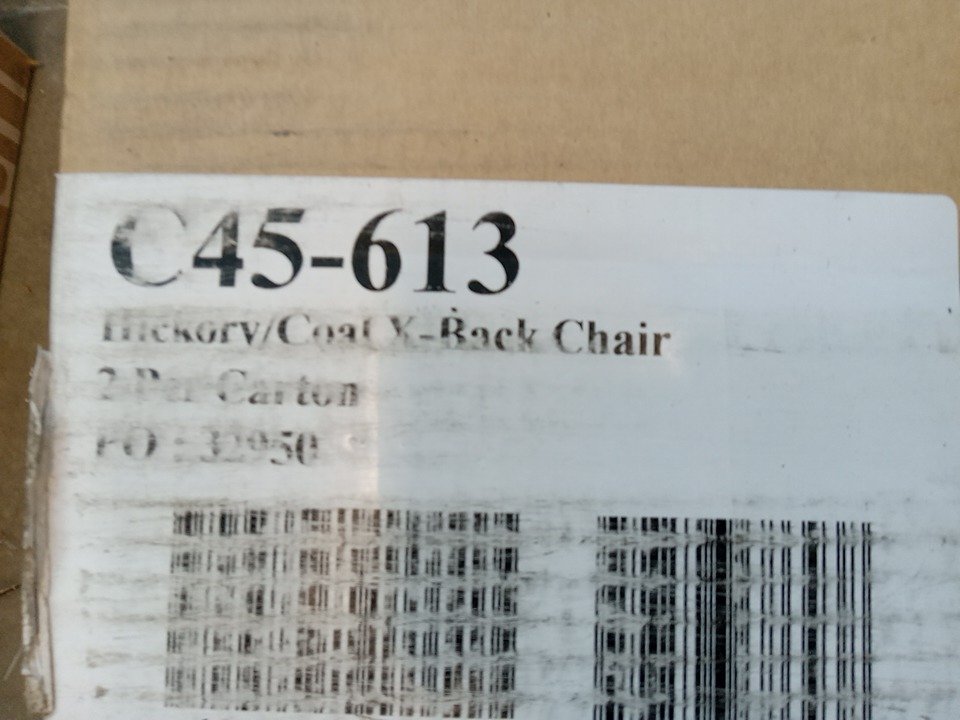 C45-613
Hickory/Coal X-Back Chair
2 Per Carton
PO : 32950